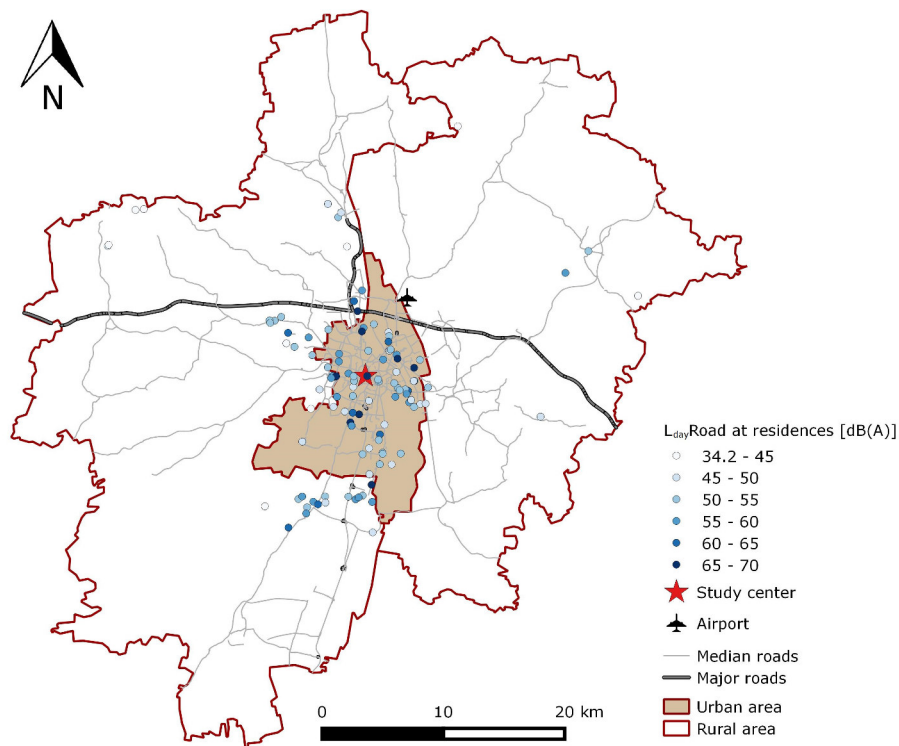 N
LdayRoad at residences [dB(A)]
34.2 - 45
45 - 50
50 - 55
55 - 60
60 - 65
65 - 70
Study center
Airport
Median roads
Major roads
Urban area
Rural area
0 10 20 km